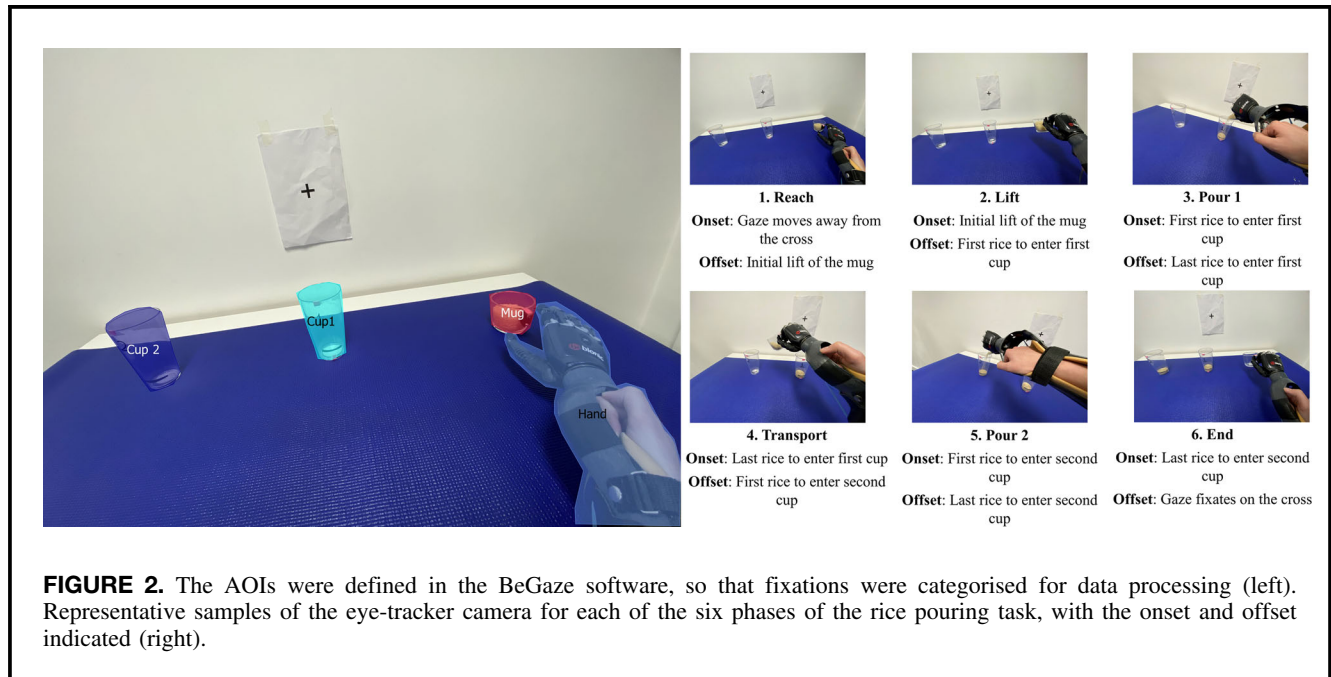 Cup 2
Cup1
Mug
Hand
1. Reach
Onset: Gaze moves away from
the cross
Offset: Initial lift of the mug
2. Lift
Onset: Initial lift of the mug
Offset: First rice to enter first
cup
3. Pour 1
Onset: First rice to enter first
cup
Offset: Last rice to enter first
cup
4. Transport
Onset: Last rice to enter first cup
Offset: First rice to enter second
cup
5. Pour 2
Onset: First rice to enter second
cup
Offset: Last rice to enter second
cup
6. End
Onset: Last rice to enter second
cup
Offset: Gaze fixates on the cross
FIGURE 2. The AOIs were defined in the BeGaze software, so that fixations were categorised for data processing (left).
Representative samples of the eye-tracker camera for each of the six phases of the rice pouring task, with the onset and offset
indicated (right).